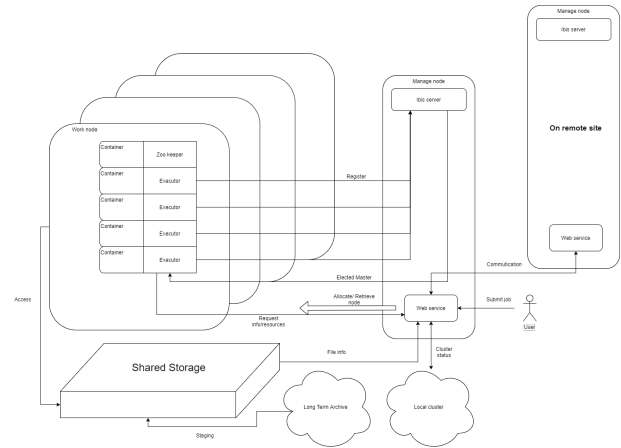 Manage node
Ibis server
On remote site
Web service
Manage node
Ibis server
Work node
Container
Zoo keeper
Container
Executor
Container
Executor
Container
Executor
Container
Executor
Register
Elected Master
Commutication
Access
Allocate/ Retrieve
node
Request
info/resources
Web service
Submit job
User
File info
Cluster
status
Shared Storage
Long Term Archive
Local cluster
Staging